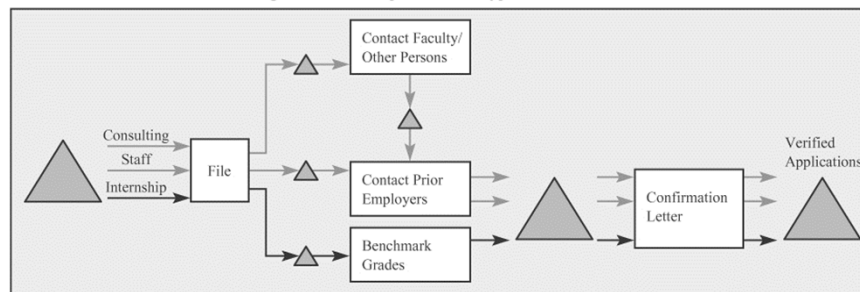 Contact Faculty/
Other Persons
Consulting
Staff
Internship
File
Contact Prior
Employers
Benchmark
Grades
Confirmation
Letter
Verified
Applications